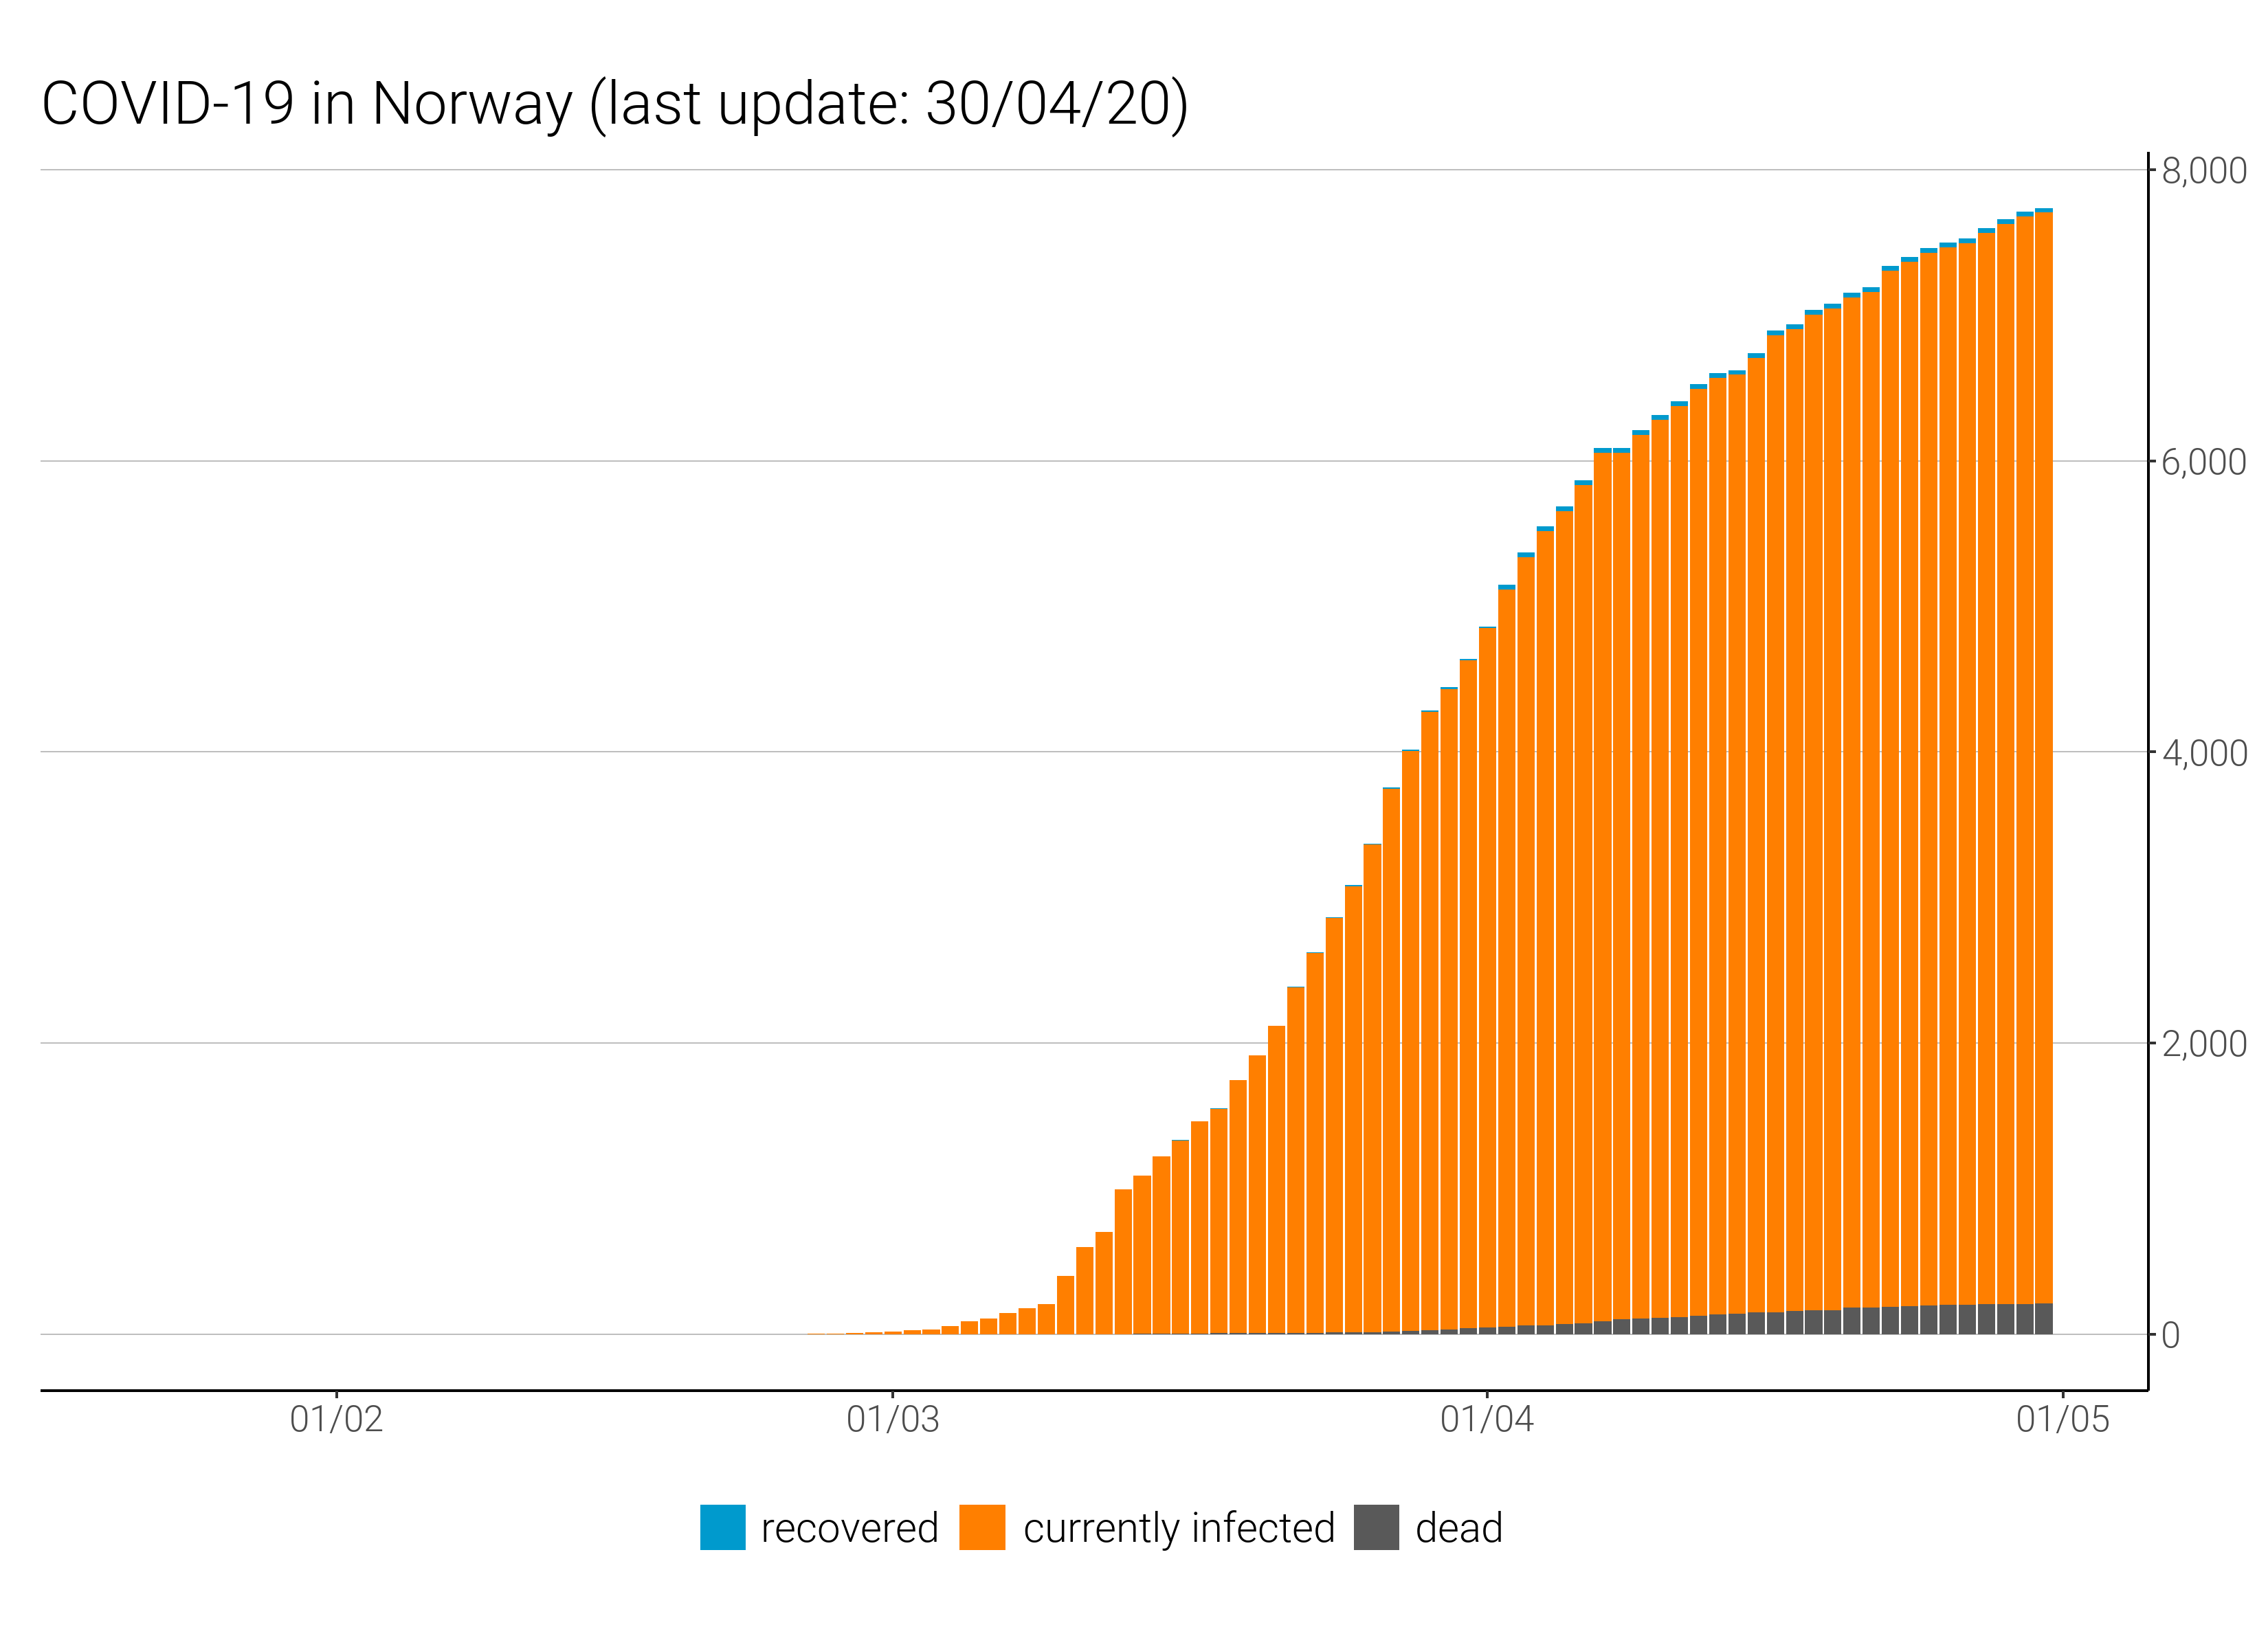 COVID-19 in Norway (last update: 30/04/20)
8,000
6,000
4,000
2,000
0
01/02 01/03 01/04 01/05
recovered currently infected dead